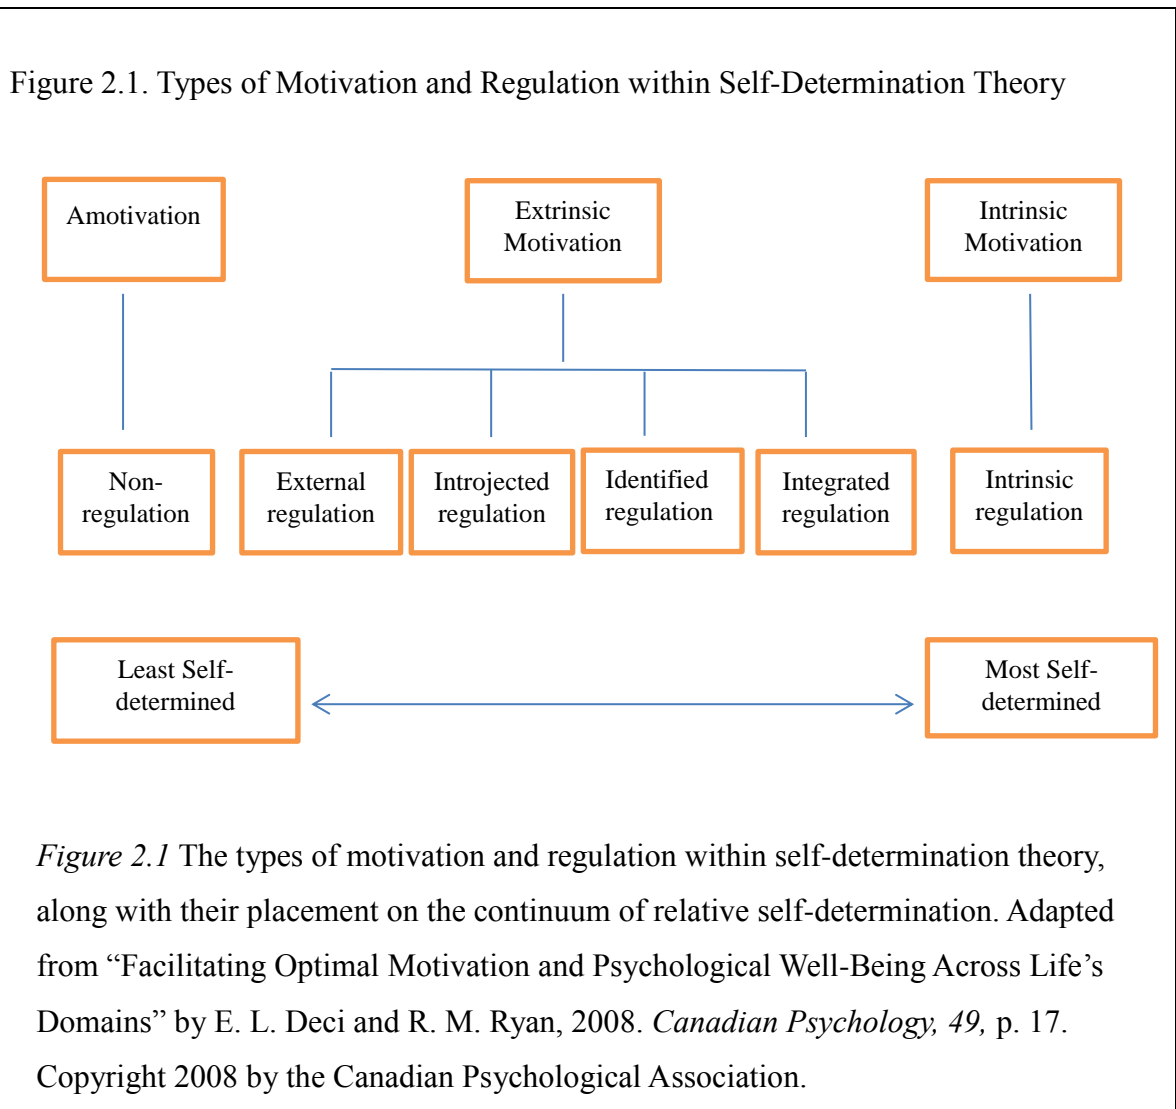 Figure 2.1. Types of Motivation and Regulation within Self-Determination Theory
Amotivation
Extrinsic
Motivation
Intrinsic
Motivation
Non-
regulation
External
regulation
Introjected
regulation
Identified
regulation
Integrated
regulation
Intrinsic
regulation
Least Self-
determined
Most Self-
determined
Figure 2.1 The types of motivation and regulation within self-determination theory,
along with their placement on the continuum of relative self-determination. Adapted
from “Facilitating Optimal Motivation and Psychological Well-Being Across Life’s
Domains” by E. L. Deci and R. M. Ryan, 2008. Canadian Psychology, 49, p. 17.
Copyright 2008 by the Canadian Psychological Association.